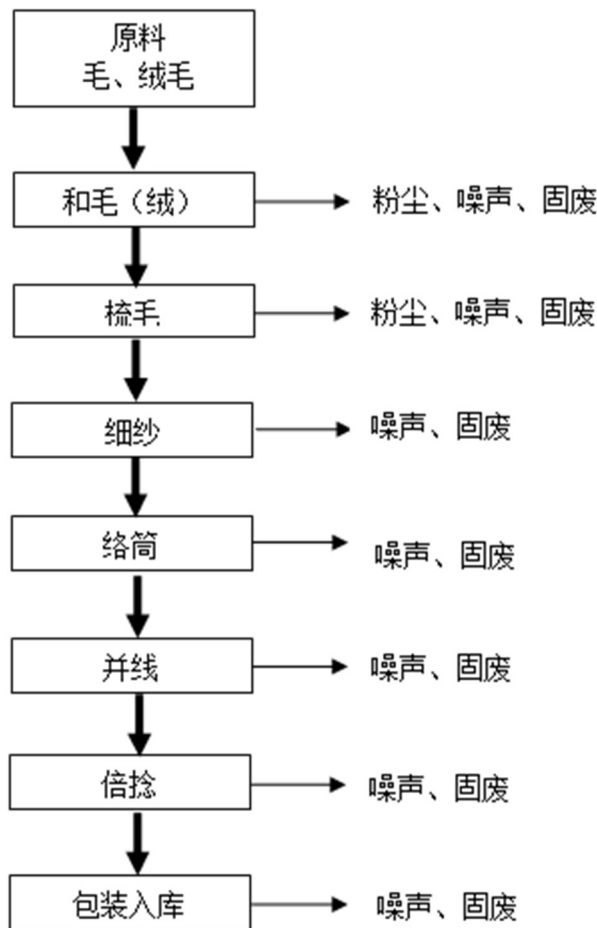 原料
毛、绒毛
和毛（绒）
粉尘、噪声、固废
梳毛
粉尘、噪声、固废
细纱
噪声、固废
络筒
噪声、固废
并线
噪声、固废
倍捻
噪声、固废
包装入库
噪声、固废